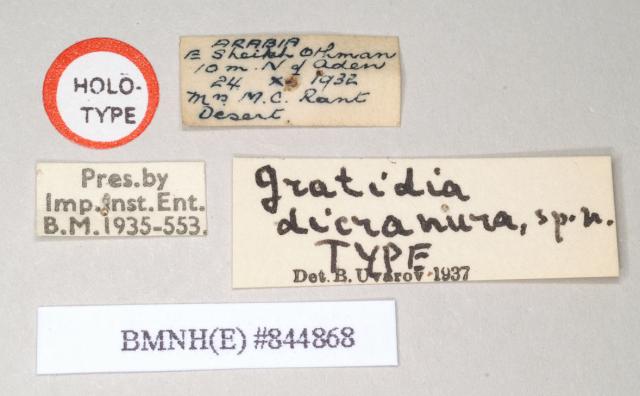 HOLO-
TYPE
ARABIA
E Sheikh Othman
10 m. N of Aden
24 X 1932
Mrs M.C. Rant
Desert
Pres.by
Imp.Inst.Ent.
B.M.1935-553.
Gratidia
dicranura, sp.n.
TYPE
Det. B. Uvarov 1937
BMNH(E) #844868